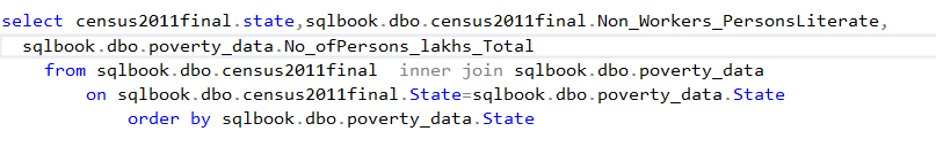 select census2011final.state,sqlbook.dbo.census2011final.Non_Workers_PersonsLiterate,
sqlbook.dbo.poverty_data.No_ofPersons_lakhs_Total
from sqlbook.dbo.census2011final inner join sqlbook.dbo.poverty_data
on sqlbook.dbo.census2011final.State=sqlbook.dbo.poverty_data.State
order by sqlbook.dbo.poverty_data.State